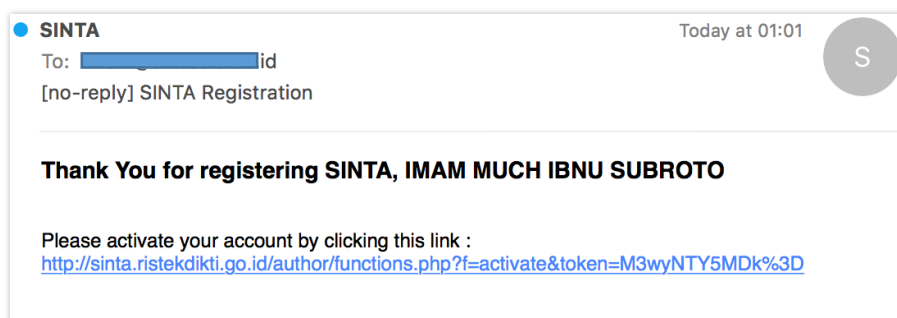 SINTA
Today at 01:01
S
To: id
[no-reply] SINTA Registration
Thank You for registering SINTA, IMAM MUCH IBNU SUBROTO
Please activate your account by clicking this link :
http://sinta.ristekdikti.go.id/author/functions.php?f=activate&token=M3wyNTY5MDk%3D